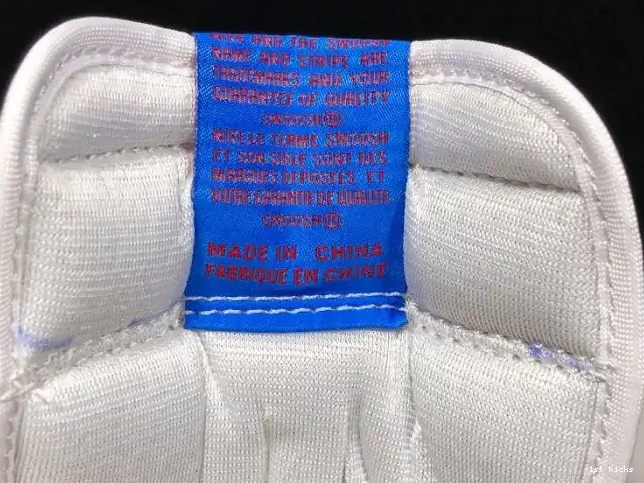 NIKE AND THE SWOOSH
NAME AND STRIPE ARE
TRADMARKS AND YOUR
GUARANTEE OF QUALITY
SWOOSH®
NIKE,LE TERME SWOOSH
ET SON SIGLE SONT DES
MARQUES DEPOSEES ET
VOTRE GARANTIE DE QUALITE
SWOOSH®
MADE IN CHINA
FABRIQUE EN CHINE
1st Kicks